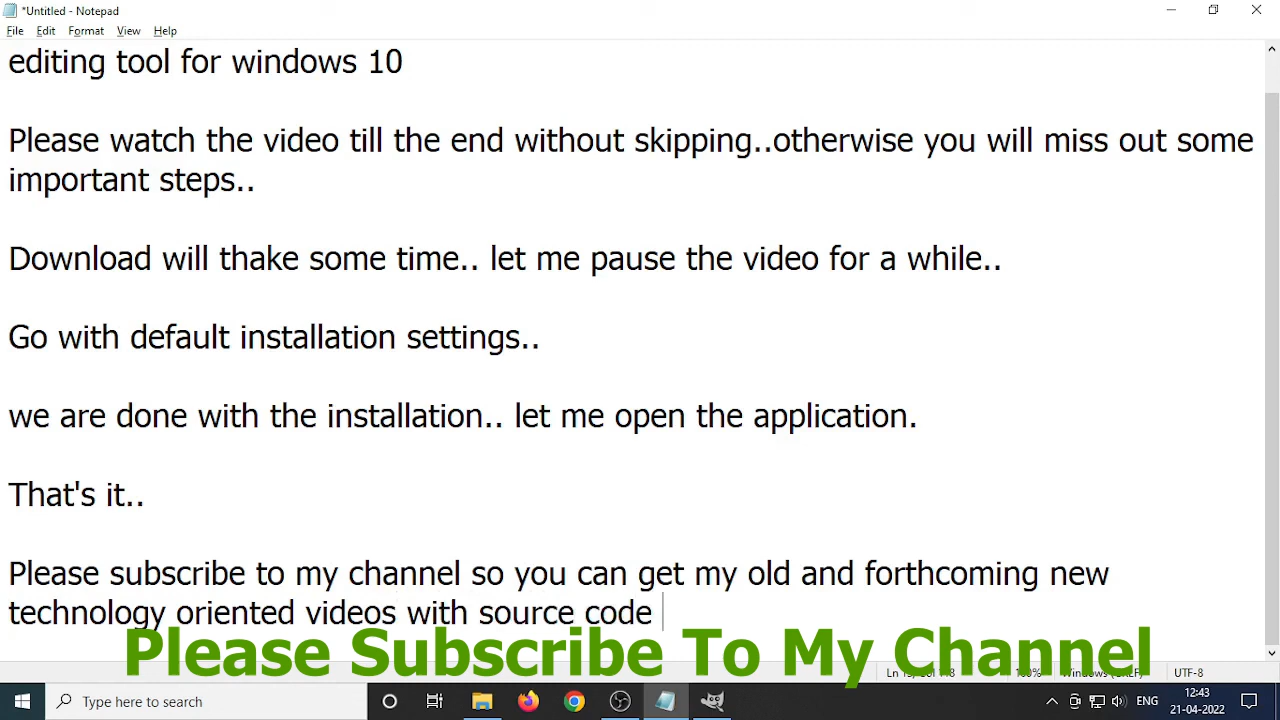 *Untitled - Notepad
File Edit Format View Help
editing tool for windows 10
Please watch the video till the end without skipping..otherwise you will miss out some
important steps..
Download will thake some time.. let me pause the video for a while..
Go with default installation settings..
we are done with the installation.. let me open the application.
That's it..
Please subscribe to my channel so you can get my old and forthcoming new
technology oriented videos with source code
Please Subscribe To My Channel
UTF-8
Type here to search
ENG
12:43
21-04-2022